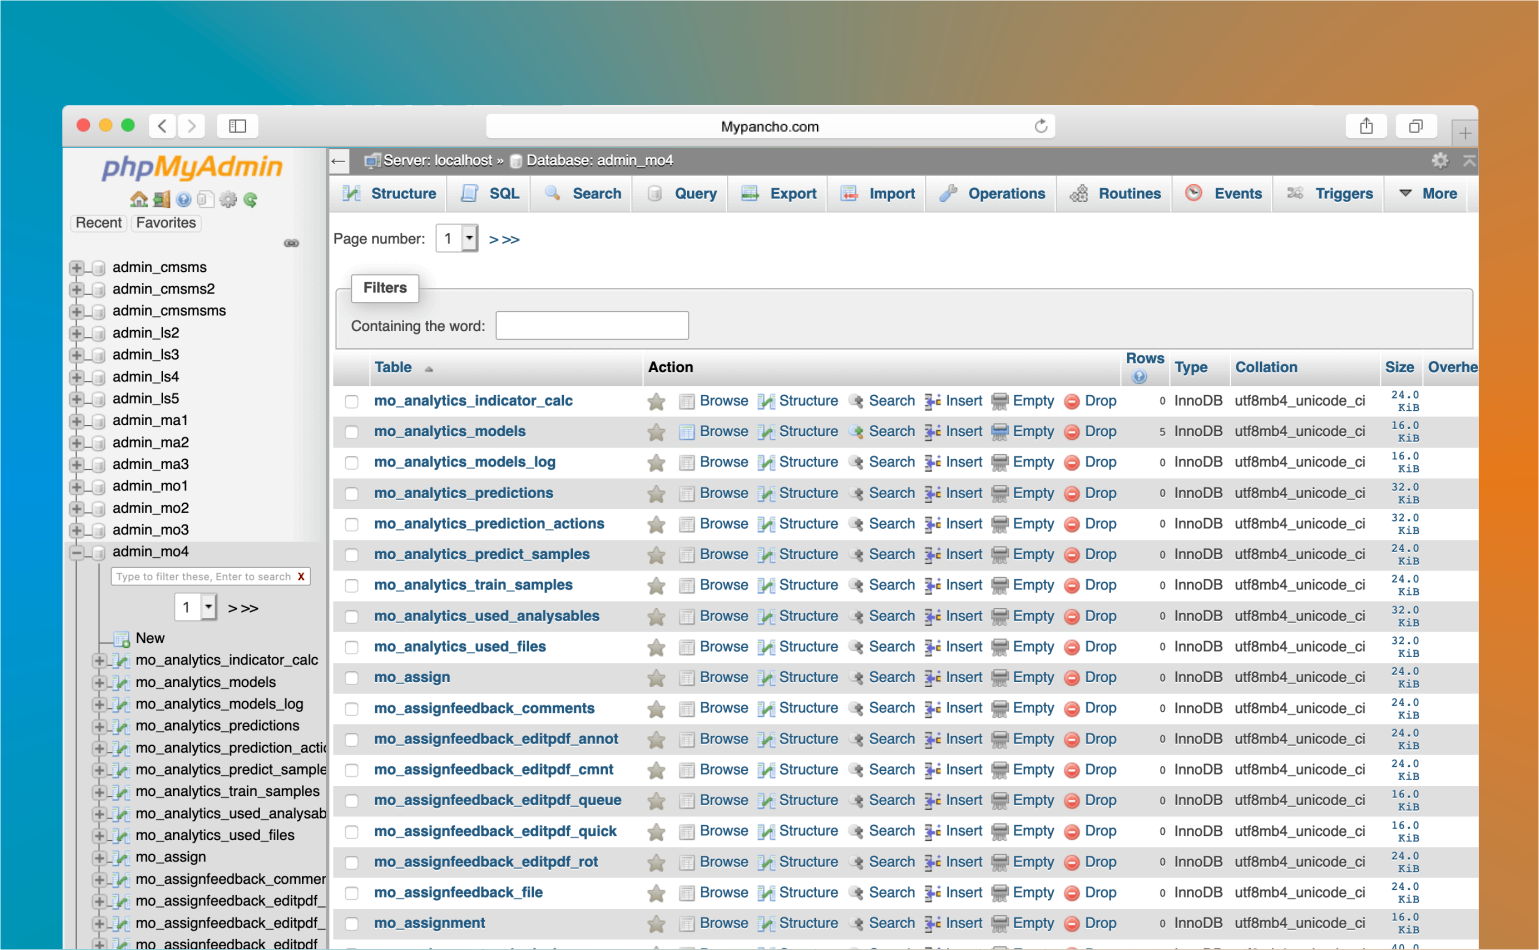 Mypancho.com
phpMyAdmin
Recent Favorites
admin_cmsms
admin_cmsms2
admin_cmsmsms
admin_ls2
admin_ls3
admin_ls4
admin_ls5
admin_ma1
admin_ma2
admin_ma3
admin_mo1
admin_mo2
admin_mo3
admin_mo4
Type to filter these, Enter to search X
1 > >>
New
mo_analytics_indicator_calc
mo_analytics_models
mo_analytics_models_log
mo_analytics_predictions
mo_analytics_prediction_actic
mo_analytics_predict_sample
mo_analytics_train_samples
mo_analytics_used_analysab
mo_analytics_used_files
mo_assign
mo_assignfeedback_commer
mo_assignfeedback_editpdf_
mo_assignfeedback_editpdf_
mo_assignfeedback_editpdf
Server: localhost » Database: admin_mo4
Structure SQL Search Query Export Import Operations Routines Events Triggers More
Page number: 1 > >>
Filters
Containing the word:
Table Action Rows Type Collation Size Overhe
mo_analytics_indicator_calc Browse Structure Search Insert Empty Drop 0 InnoDB utf8mb4_unicode_ci 24.0 KiB
mo_analytics_models Browse Structure Search Insert Empty Drop 5 InnoDB utf8mb4_unicode_ci 16.0 KiB
mo_analytics_models_log Browse Structure Search Insert Empty Drop 0 InnoDB utf8mb4_unicode_ci 16.0 KiB
mo_analytics_predictions Browse Structure Search Insert Empty Drop 0 InnoDB utf8mb4_unicode_ci 32.0 KiB
mo_analytics_prediction_actions Browse Structure Search Insert Empty Drop 0 InnoDB utf8mb4_unicode_ci 32.0 KiB
mo_analytics_predict_samples Browse Structure Search Insert Empty Drop 0 InnoDB utf8mb4_unicode_ci 24.0 KiB
mo_analytics_train_samples Browse Structure Search Insert Empty Drop 0 InnoDB utf8mb4_unicode_ci 24.0 KiB
mo_analytics_used_analysables Browse Structure Search Insert Empty Drop 0 InnoDB utf8mb4_unicode_ci 32.0 KiB
mo_analytics_used_files Browse Structure Search Insert Empty Drop 0 InnoDB utf8mb4_unicode_ci 32.0 KiB
mo_assign Browse Structure Search Insert Empty Drop 0 InnoDB utf8mb4_unicode_ci 24.0 KiB
mo_assignfeedback_comments Browse Structure Search Insert Empty Drop 0 InnoDB utf8mb4_unicode_ci 24.0 KiB
mo_assignfeedback_editpdf_annot Browse Structure Search Insert Empty Drop 0 InnoDB utf8mb4_unicode_ci 24.0 KiB
mo_assignfeedback_editpdf_cmnt Browse Structure Search Insert Empty Drop 0 InnoDB utf8mb4_unicode_ci 24.0 KiB
mo_assignfeedback_editpdf_queue Browse Structure Search Insert Empty Drop 0 InnoDB utf8mb4_unicode_ci 16.0 KiB
mo_assignfeedback_editpdf_quick Browse Structure Search Insert Empty Drop 0 InnoDB utf8mb4_unicode_ci 16.0 KiB
mo_assignfeedback_editpdf_rot Browse Structure Search Insert Empty Drop 0 InnoDB utf8mb4_unicode_ci 24.0 KiB
mo_assignfeedback_file Browse Structure Search Insert Empty Drop 0 InnoDB utf8mb4_unicode_ci 24.0 KiB
mo_assignment Browse Structure Search Insert Empty Drop 0 InnoDB utf8mb4_unicode_ci 16.0 KiB